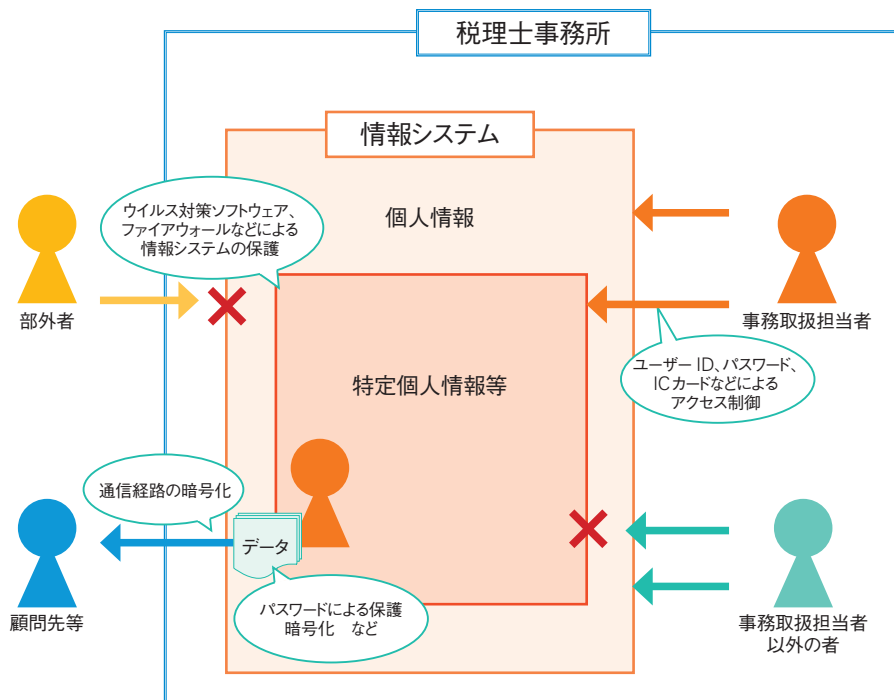 税理士事務所
情報システム
ウイルス対策ソフトウェア、
ファイアウォールなどによる
情報システムの保護
個人情報
部外者
事務取扱担当者
ユーザー ID、パスワード、
IC カードなどによる
アクセス制御
特定個人情報等
通信経路の暗号化
データ
パスワードによる保護
暗号化　など
顧問先等
事務取扱担当者
以外の者